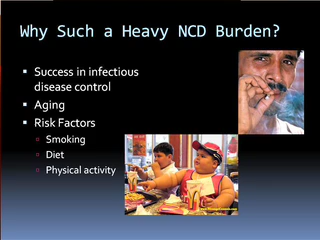 Why Such a Heavy NCD Burden?
Success in infectious
disease control
Aging
Risk Factors
Smoking
Diet
Physical activity